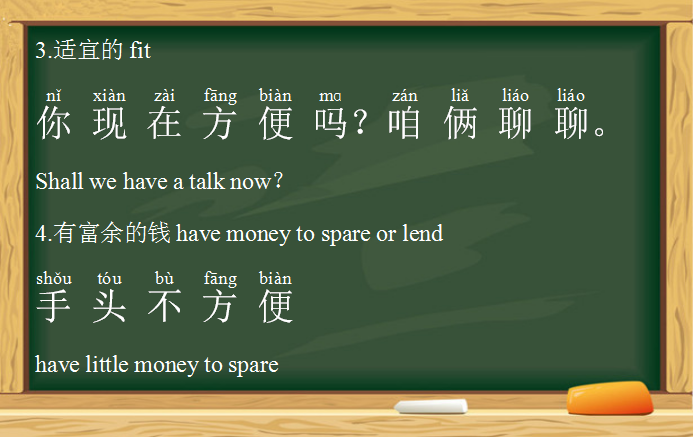 3.适宜的 fit
nǐ xiàn zài fāng biàn mɑ zán liǎ liáo liáo
你 现 在 方 便 吗？咱 俩 聊 聊。
Shall we have a talk now？
4.有富余的钱 have money to spare or lend
shǒu tóu bù fāng biàn
手 头 不 方 便
have little money to spare